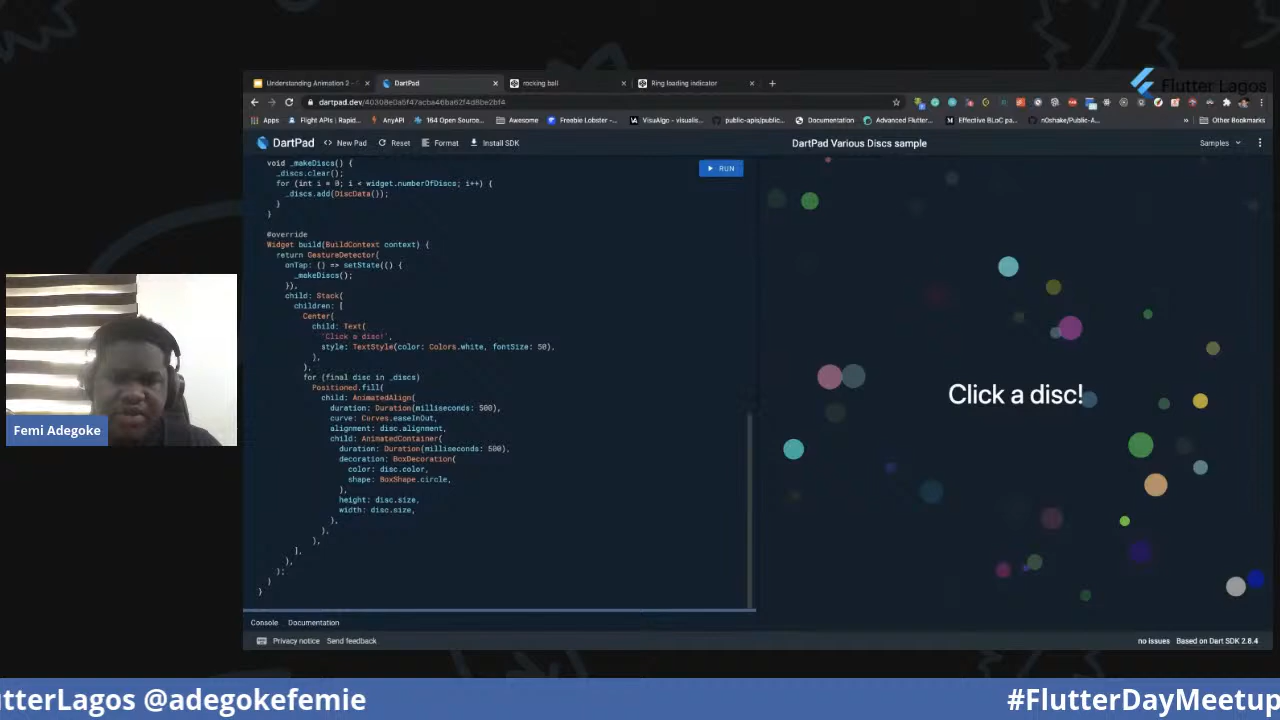 Understanding Animation 2 -
DartPad
rocking ball
Ring loading indicator
Flutter Lagos
dartpad.dev/40308e0a5f47acba46ba62f4d8be2bf4
Apps
Flight APIs | Rapid...
AnyAPI
164 Open Source...
Awesome
Freebie Lobster -...
VisuAlgo - visualis...
public-apis/public...
Documentation
Advanced Flutter...
Effective BLoC pa...
n0shake/Public-A...
»
Other Bookmarks
DartPad
New Pad
Reset
Format
Install SDK
DartPad Various Discs sample
Samples
RUN
void _makeDiscs() {
_discs.clear();
for (int i = 0; i < widget.numberOfDiscs; i++) {
_discs.add(DiscData());
}
}
@override
Widget build(BuildContext context) {
return GestureDetector(
onTap: () => setState(() {
_makeDiscs();
}),
child: Stack(
children: [
Center(
child: Text(
'Click a disc!',
style: TextStyle(color: Colors.white, fontSize: 50),
),
),
for (final disc in _discs)
Positioned.fill(
child: AnimatedAlign(
duration: Duration(milliseconds: 500),
curve: Curves.easeInOut,
alignment: disc.alignment,
child: AnimatedContainer(
duration: Duration(milliseconds: 500),
decoration: BoxDecoration(
color: disc.color,
shape: BoxShape.circle,
),
height: disc.size,
width: disc.size,
),
),
),
],
),
);
}
}
Click a disc!
Femi Adegoke
Console
Documentation
Privacy notice
Send feedback
no issues
Based on Dart SDK 2.8.4
utterLagos @adegokefemie
#FlutterDayMeetup